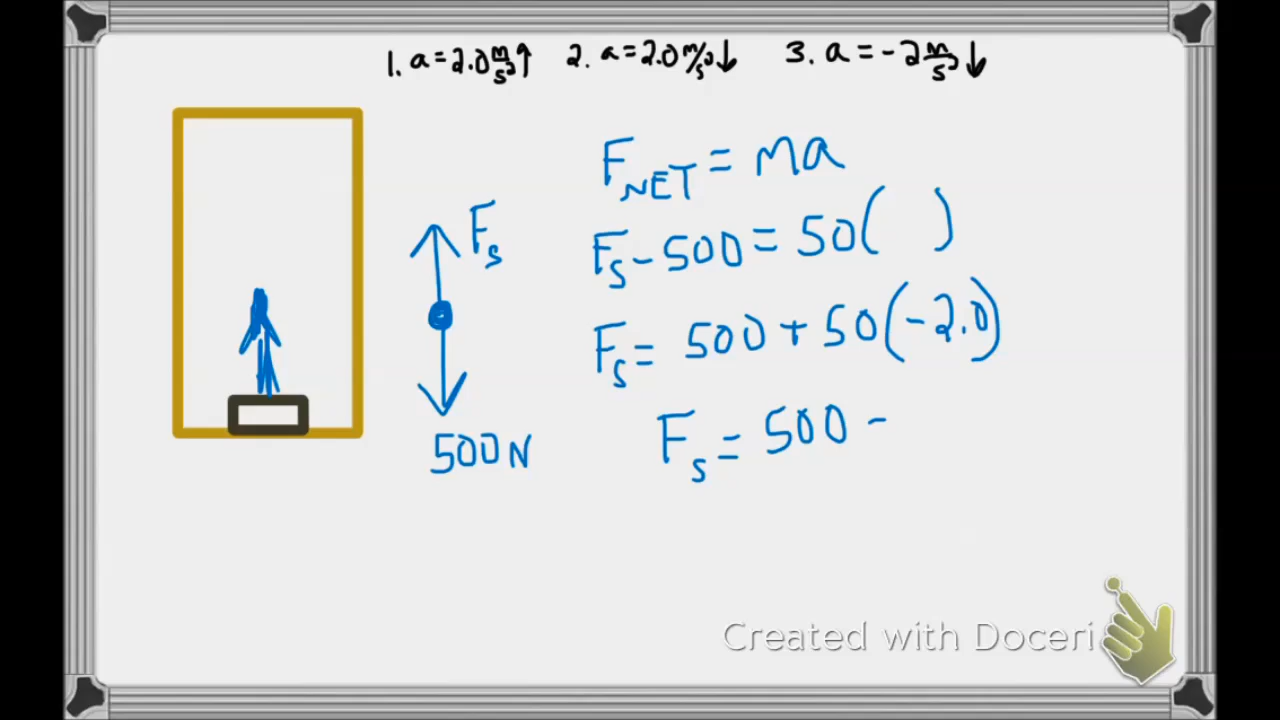 1. a = 2.0 m/s² ↑ 2. a = 2.0 m/s² ↓ 3. a = -2 m/s² ↓
F_NET = ma
F_s - 500 = 50( )
F_s
F_s = 500 + 50(-2.0)
F_s = 500 -
500N
Created with Doceri